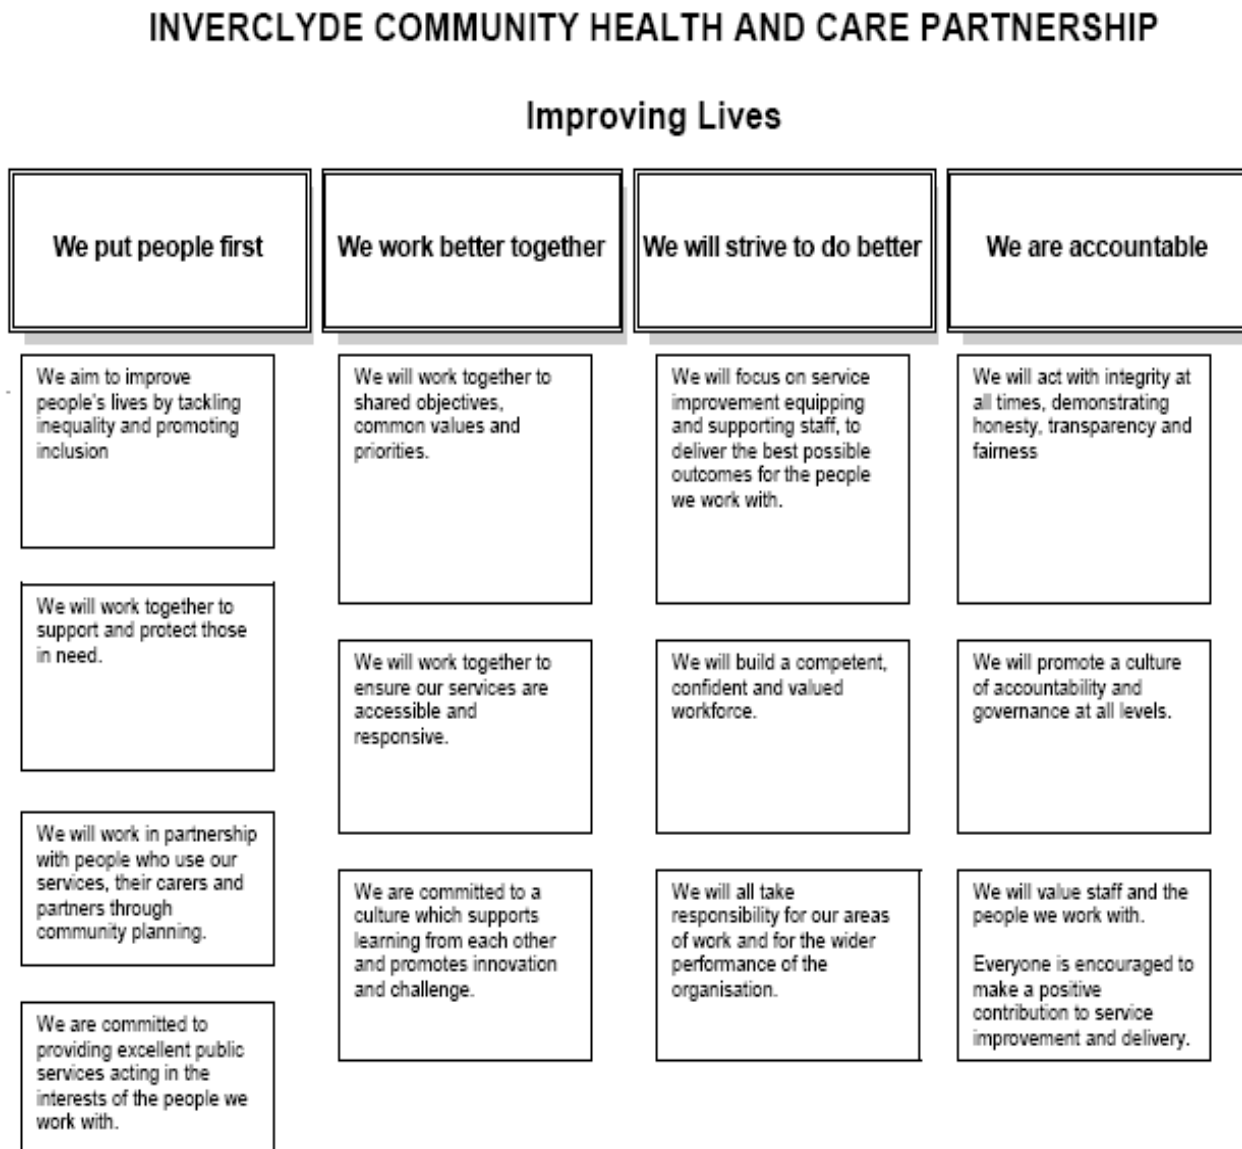 INVERCLYDE COMMUNITY HEALTH AND CARE PARTNERSHIP
Improving Lives
We put people first
We work better together
We will strive to do better
We are accountable
We aim to improve
people's lives by tackling
inequality and promoting
inclusion
We will work together to
support and protect those
in need.
We will work in partnership
with people who use our
services, their carers and
partners through
community planning.
We are committed to
providing excellent public
services acting in the
interests of the people we
work with.
We will work together to
shared objectives,
common values and
priorities.
We will work together to
ensure our services are
accessible and
responsive.
We are committed to a
culture which supports
learning from each other
and promotes innovation
and challenge.
We will focus on service
improvement equipping
and supporting staff, to
deliver the best possible
outcomes for the people
we work with.
We will build a competent,
confident and valued
workforce.
We will all take
responsibility for our areas
of work and for the wider
performance of the
organisation.
We will act with integrity at
all times, demonstrating
honesty, transparency and
fairness
We will promote a culture
of accountability and
governance at all levels.
We will value staff and the
people we work with.
Everyone is encouraged to
make a positive
contribution to service
improvement and delivery.